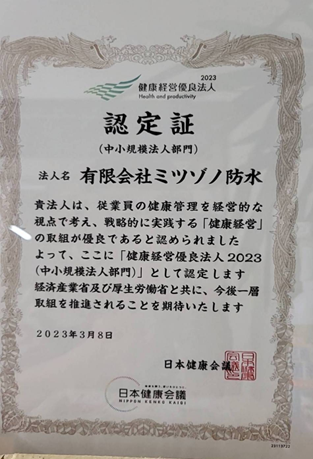 2023
健康経営優良法人
Health and productivity
認定証
(中小規模法人部門)
法人名 有限会社ミツゾノ防水
貴法人は、従業員の健康管理を経営的な
視点で考え、戦略的に実践する「健康経営」
の取組が優良であると認められました
よって、ここに「健康経営優良法人2023
(中小規模法人部門)」として認定します
経済産業省及び厚生労働省と共に、今後一層
取組を推進されることを期待いたします
2023年3月8日
日本健康会議
日本健康会議
NIPPON KENKO KAIGI